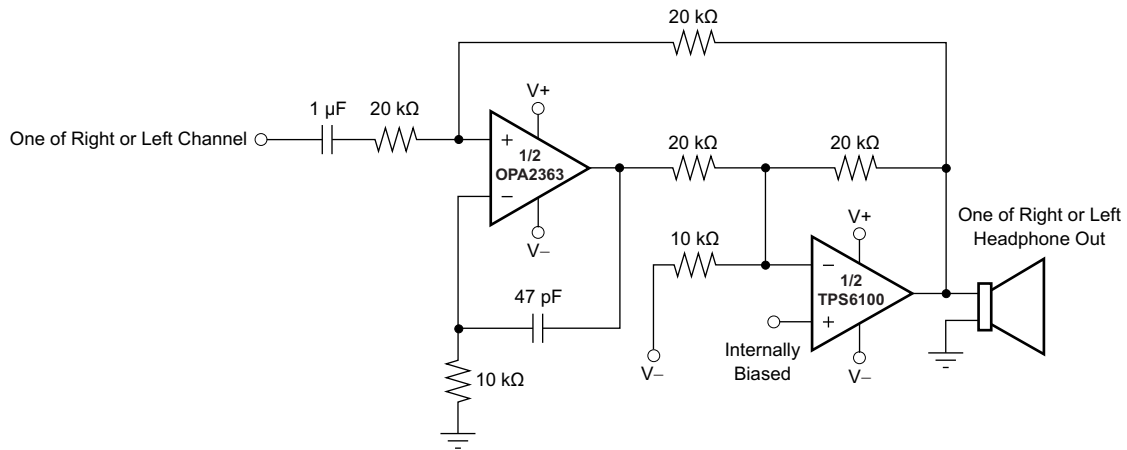 20 kΩ
1 µF
20 kΩ
V+
One of Right or Left Channel
+
1/2
OPA2363
–
V–
20 kΩ
20 kΩ
One of Right or Left
Headphone Out
10 kΩ
V+
–
1/2
TPS6100
+
47 pF
Internally
Biased
V–
V–
10 kΩ